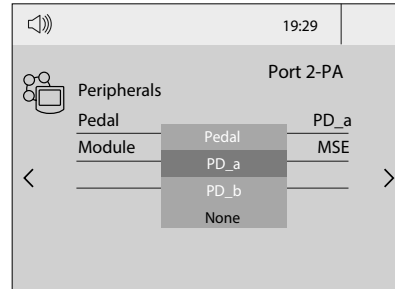 19:29
Port 2-PA
Peripherals
Pedal PD_a
Module MSE
Pedal
PD_a
PD_b
None